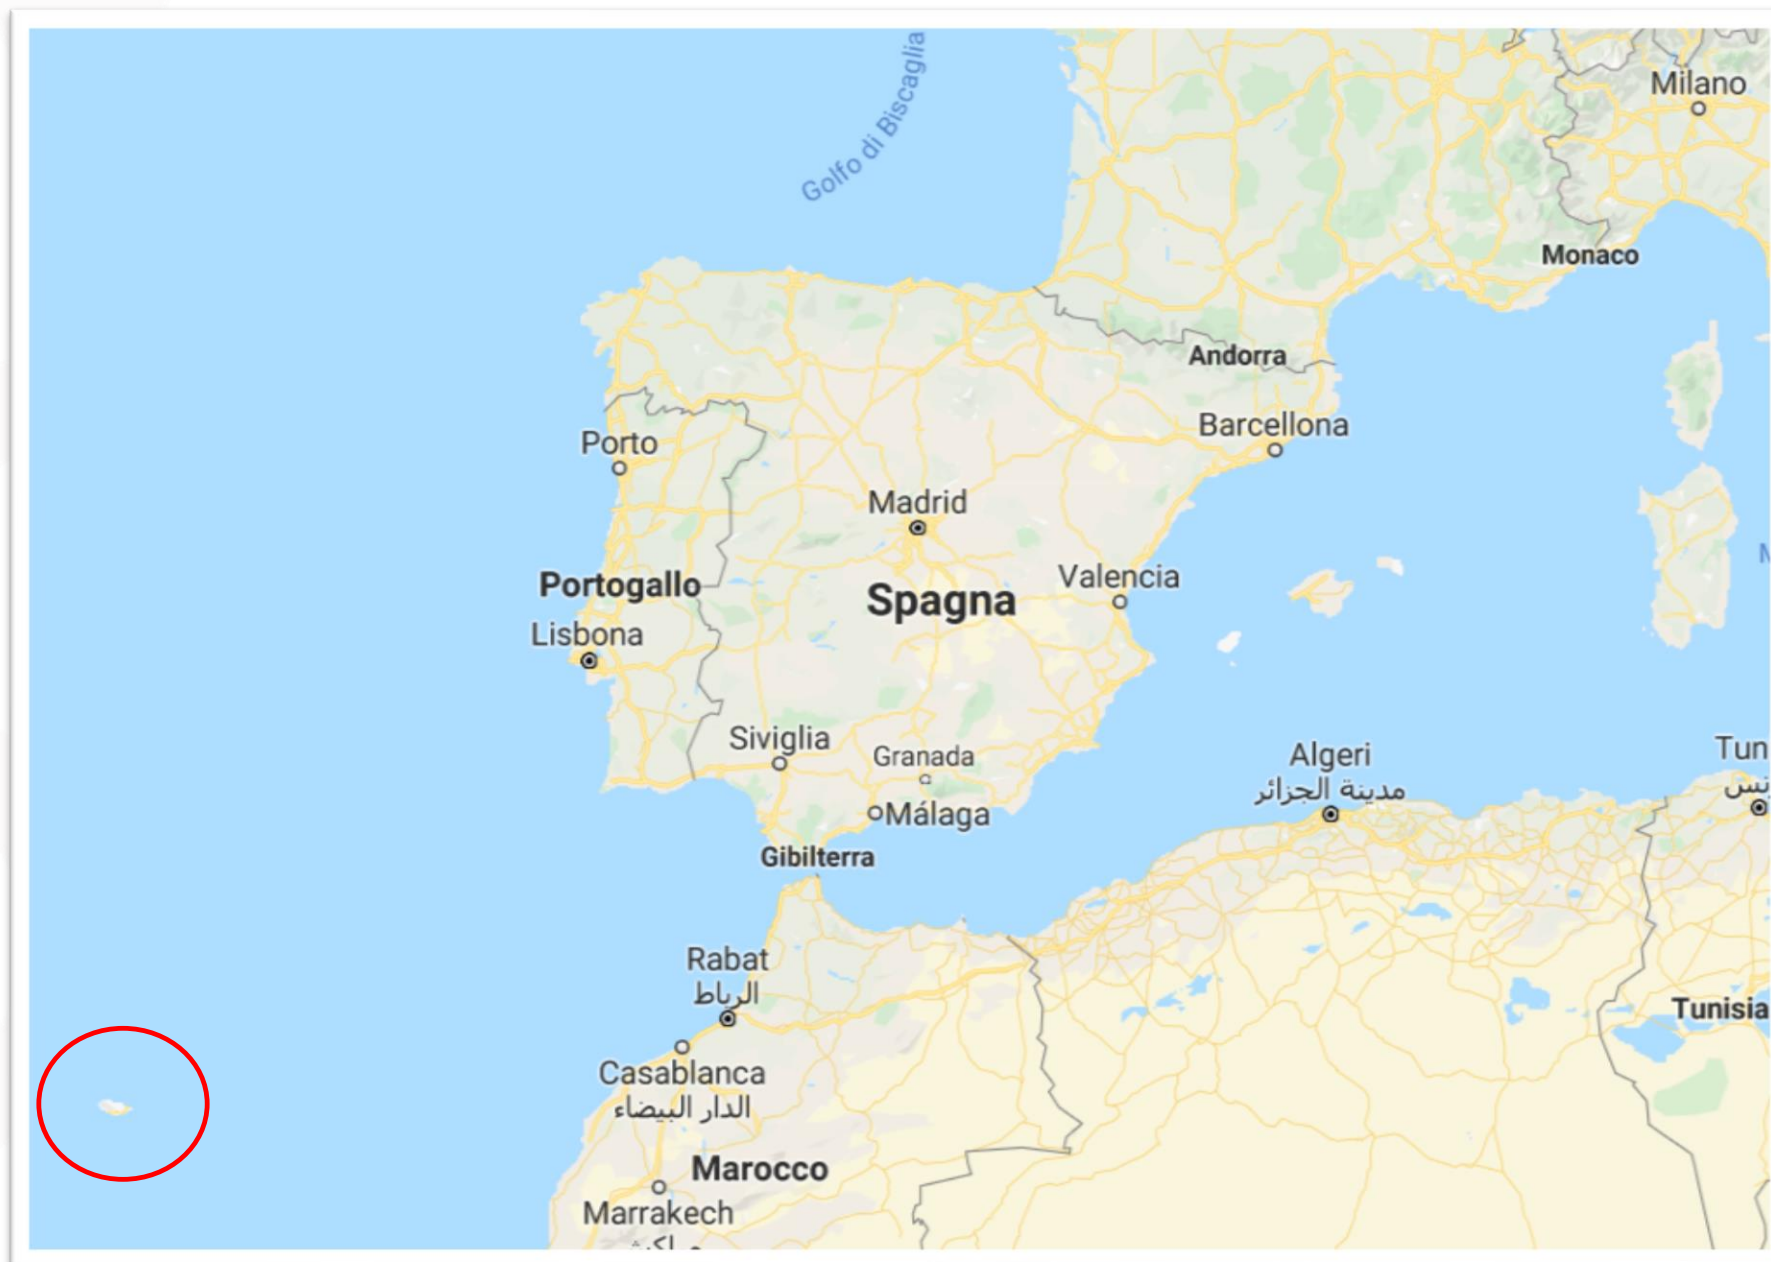 Golfo di Biscaglia
Milano
Monaco
Andorra
Barcellona
Porto
Madrid
Portogallo
Spagna
Valencia
Lisbona
Siviglia
Granada
Málaga
Algeri
مدينة الجزائر
Tun
Gibilterra
Rabat
الرباط
Tunisia
Casablanca
الدار البيضاء
Marocco
Marrakech